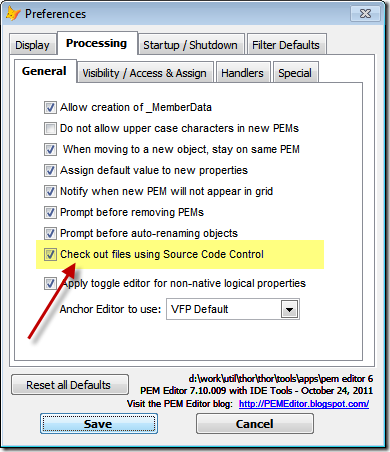 Preferences
Display Processing Startup / Shutdown Filter Defaults
General Visibility / Access & Assign Handlers Special
Allow creation of _MemberData
Do not allow upper case characters in new PEMs
When moving to a new object, stay on same PEM
Assign default value to new properties
Notify when new PEM will not appear in grid
Prompt before removing PEMs
Prompt before auto-renaming objects
Check out files using Source Code Control
Apply toggle editor for non-native logical properties
Anchor Editor to use: VFP Default
Reset all Defaults
d:\work\util\thor\thor\tools\apps\pem editor 6
PEM Editor 7.10.009 with IDE Tools - October 24, 2011
Visit the PEM Editor blog: http://PEMEditor.blogspot.com/
Save Cancel